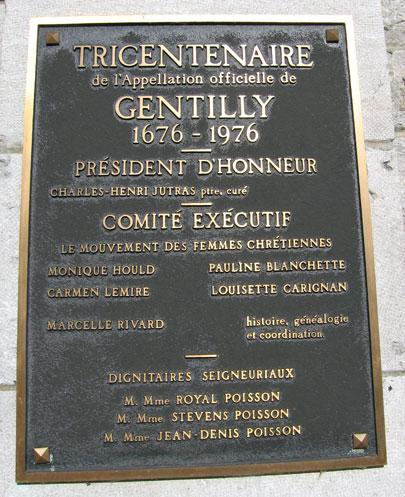 TRICENTENAIRE
de l'Appellation officielle de
GENTILLY
1676 - 1976
PRÉSIDENT D'HONNEUR
CHARLES-HENRI JUTRAS ptre, curé
COMITÉ EXÉCUTIF
LE MOUVEMENT DES FEMMES CHRÉTIENNES
MONIQUE HOULD PAULINE BLANCHETTE
CARMEN LEMIRE LOUISETTE CARIGNAN
MARCELLE RIVARD histoire, généalogie
et coordination.
DIGNITAIRES SEIGNEURIAUX
M. Mme ROYAL POISSON
M. Mme STEVENS POISSON
M. Mme JEAN-DENIS POISSON